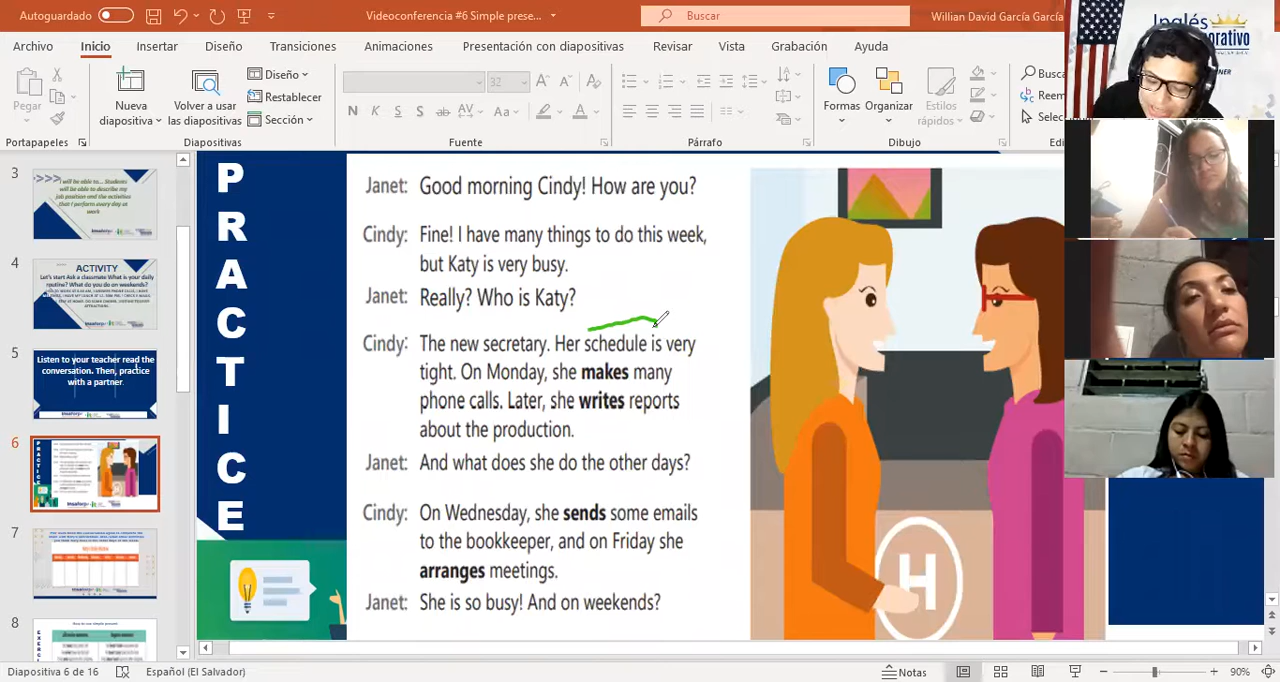 Autoguardado
Videoconferencia #6 Simple prese...
Buscar
Willian David García García
Inglés
Archivo
Inicio
Insertar
Diseño
Transiciones
Animaciones
Presentación con diapositivas
Revisar
Vista
Grabación
Ayuda
Pegar
Nueva diapositiva
Volver a usar las diapositivas
Diseño
Restablecer
Sección
32
N K S S ab AV Aa A
Formas
Organizar
Estilos rápidos
Portapapeles
Diapositivas
Fuente
Párrafo
Dibujo
3
4
ACTIVITY
5
Listen to your teacher read the
conversation. Then, practice
with a partner.
6
7
8
PRACTICE
Janet: Good morning Cindy! How are you?
Cindy: Fine! I have many things to do this week,
but Katy is very busy.
Janet: Really? Who is Katy?
Cindy: The new secretary. Her schedule is very
tight. On Monday, she makes many
phone calls. Later, she writes reports
about the production.
Janet: And what does she do the other days?
Cindy: On Wednesday, she sends some emails
to the bookkeeper, and on Friday she
arranges meetings.
Janet: She is so busy! And on weekends?
H
Diapositiva 6 de 16
Español (El Salvador)
Notas
90%